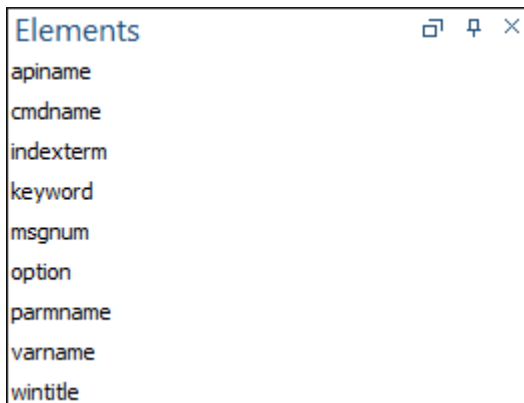 Elements
apiname
cmdname
indexterm
keyword
msgnum
option
parmname
varname
wintitle